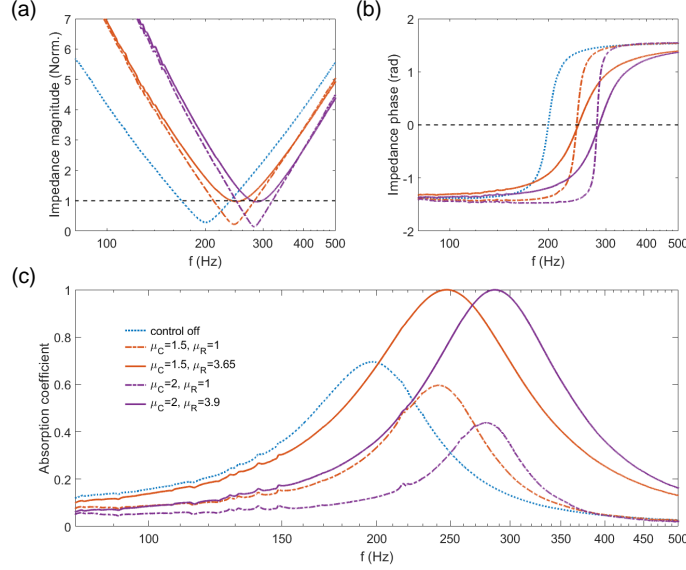 (a)
7
6
5
4
3
2
1
0
Impedance magnitude (Norm.)
100
200
300
400
500
f (Hz)
(b)
2
1
0
-1
-2
Impedance phase (rad)
100
200
300
400
500
f (Hz)
(c)
1
0.8
0.6
0.4
0.2
0
Absorption coefficient
control off
μC=1.5, μR=1
μC=1.5, μR=3.65
μC=2, μR=1
μC=2, μR=3.9
100
150
200
250
300
350
400
450
500
f (Hz)